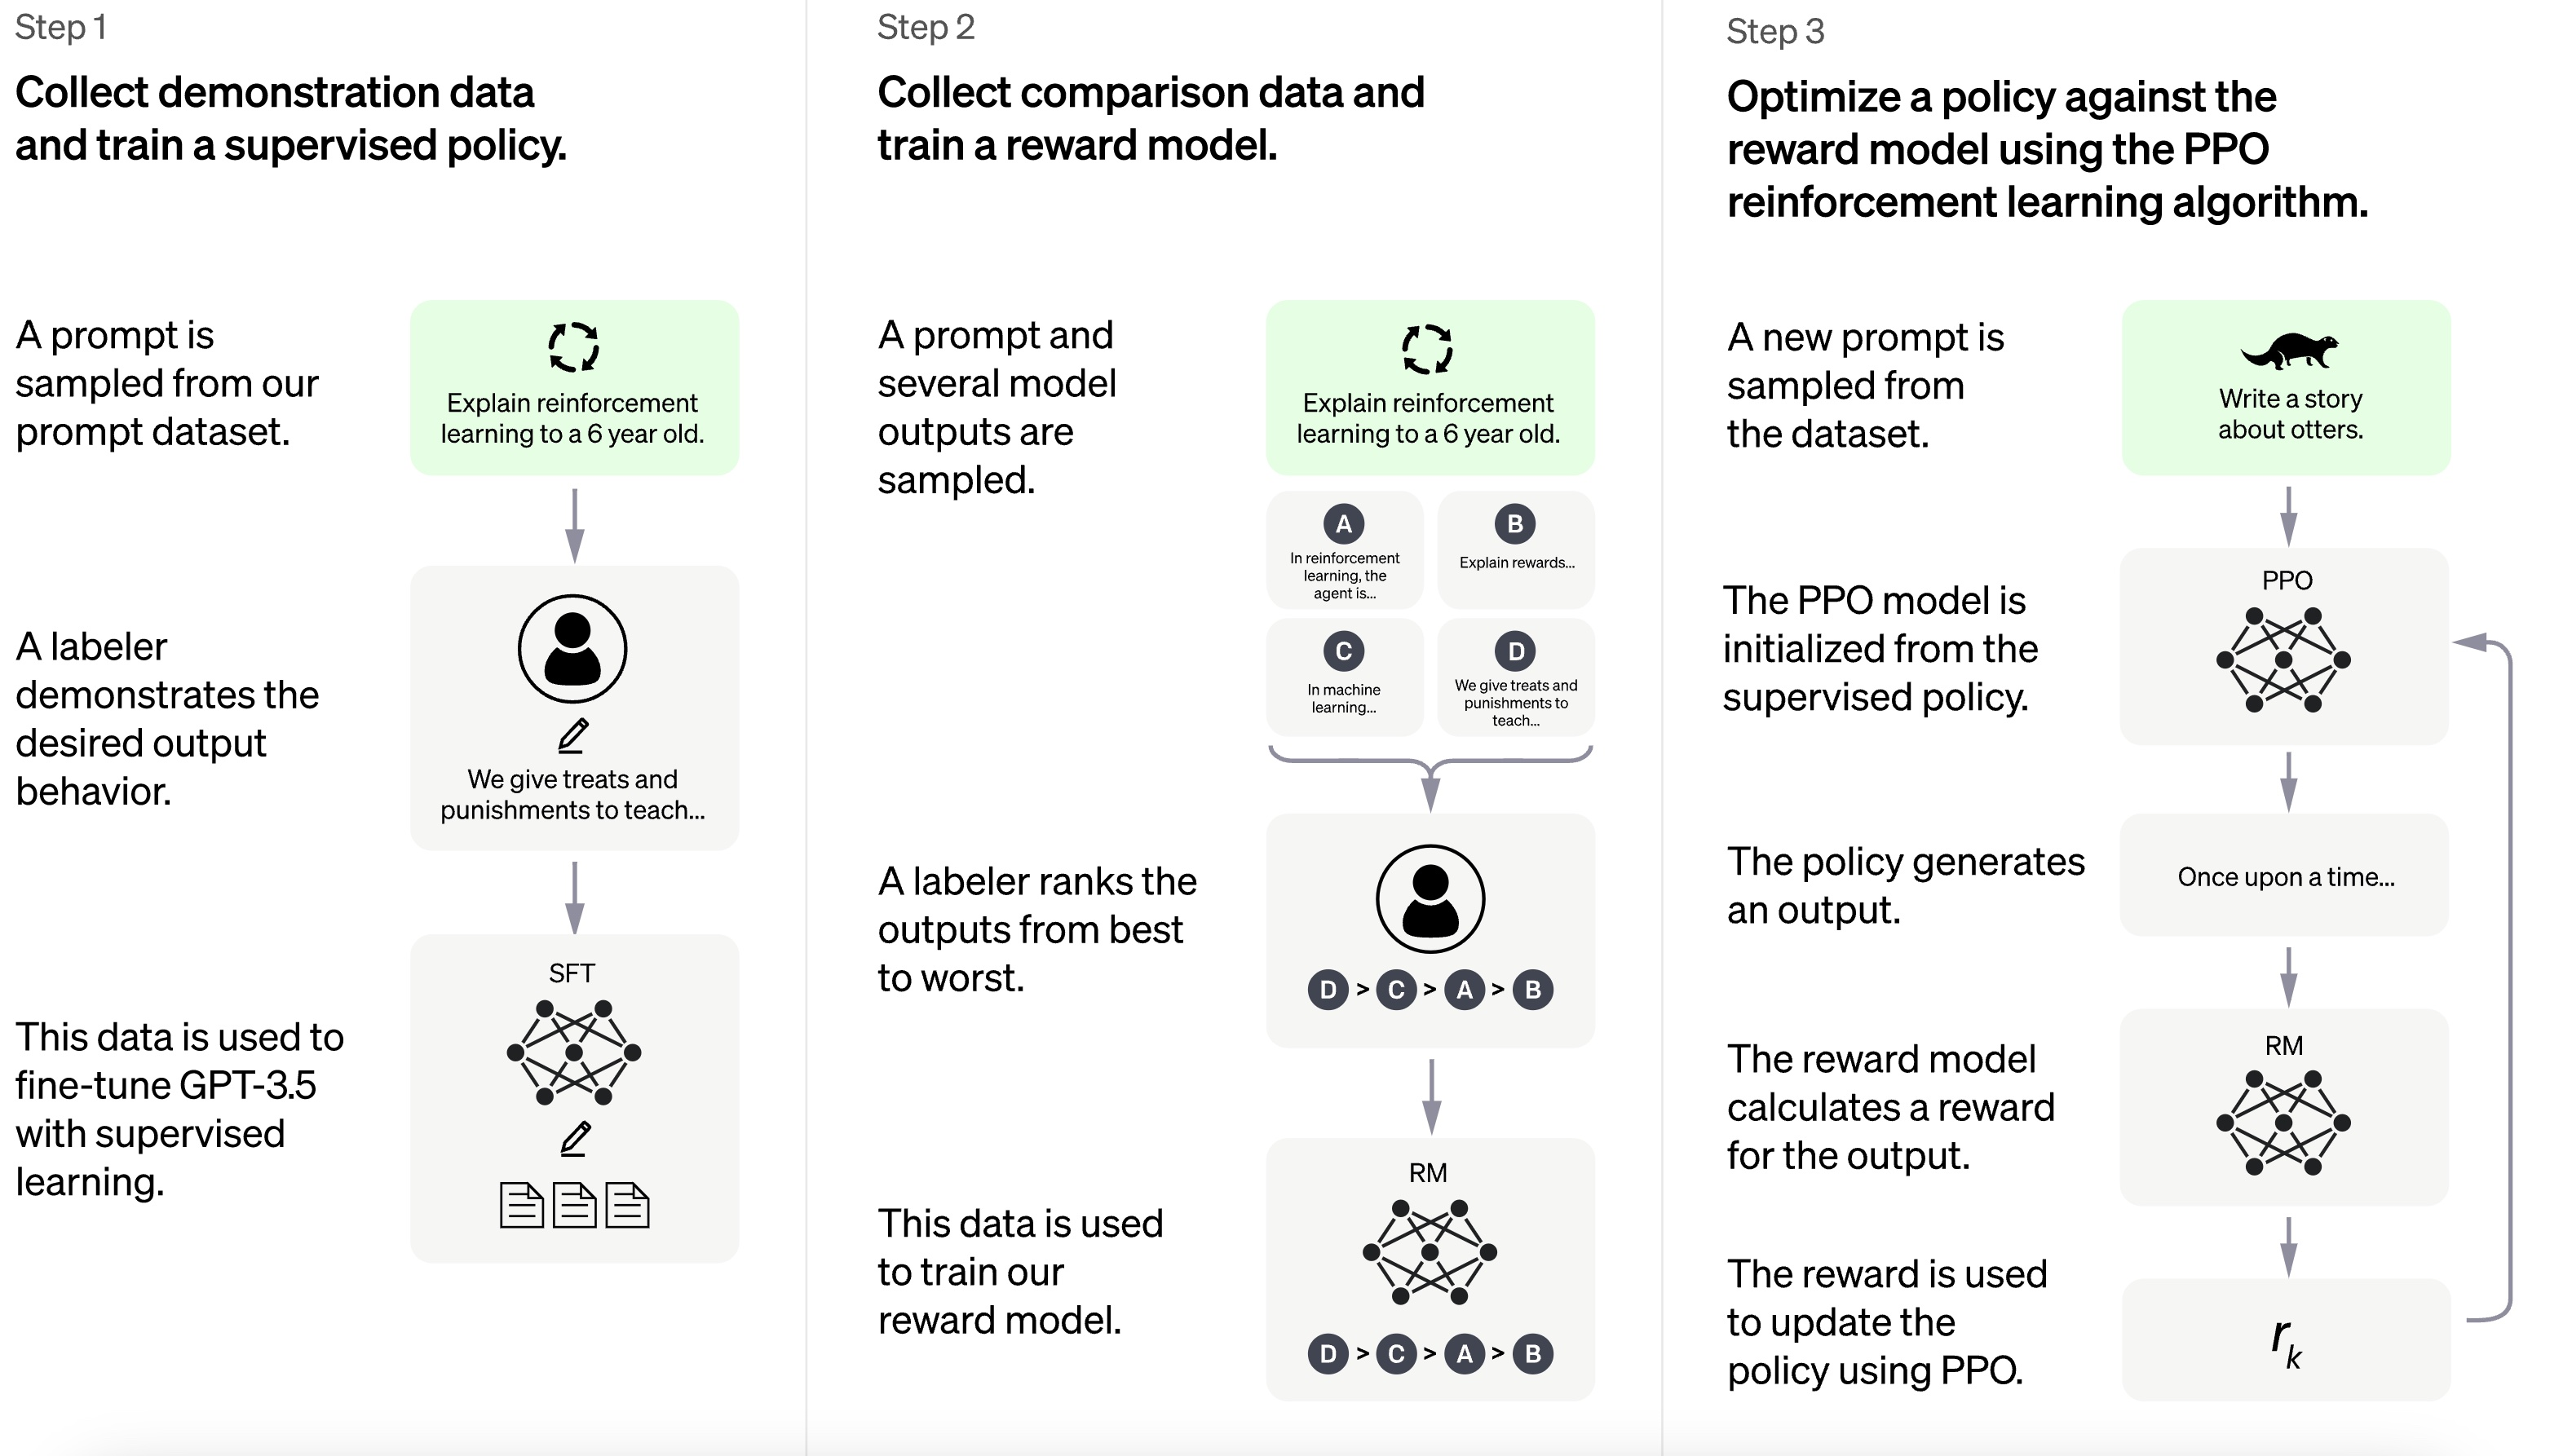 Step 1
Collect demonstration data
and train a supervised policy.
A prompt is
sampled from our
prompt dataset.
Explain reinforcement
learning to a 6 year old.
A labeler
demonstrates the
desired output
behavior.
We give treats and
punishments to teach...
This data is used to
fine-tune GPT-3.5
with supervised
learning.
SFT
Step 2
Collect comparison data and
train a reward model.
A prompt and
several model
outputs are
sampled.
Explain reinforcement
learning to a 6 year old.
A
In reinforcement
learning, the
agent is...
B
Explain rewards...
C
In machine
learning...
D
We give treats and
punishments to
teach...
A labeler ranks the
outputs from best
to worst.
D > C > A > B
This data is used
to train our
reward model.
RM
D > C > A > B
Step 3
Optimize a policy against the
reward model using the PPO
reinforcement learning algorithm.
A new prompt is
sampled from
the dataset.
Write a story
about otters.
The PPO model is
initialized from the
supervised policy.
PPO
The policy generates
an output.
Once upon a time...
The reward model
calculates a reward
for the output.
RM
The reward is used
to update the
policy using PPO.
rk